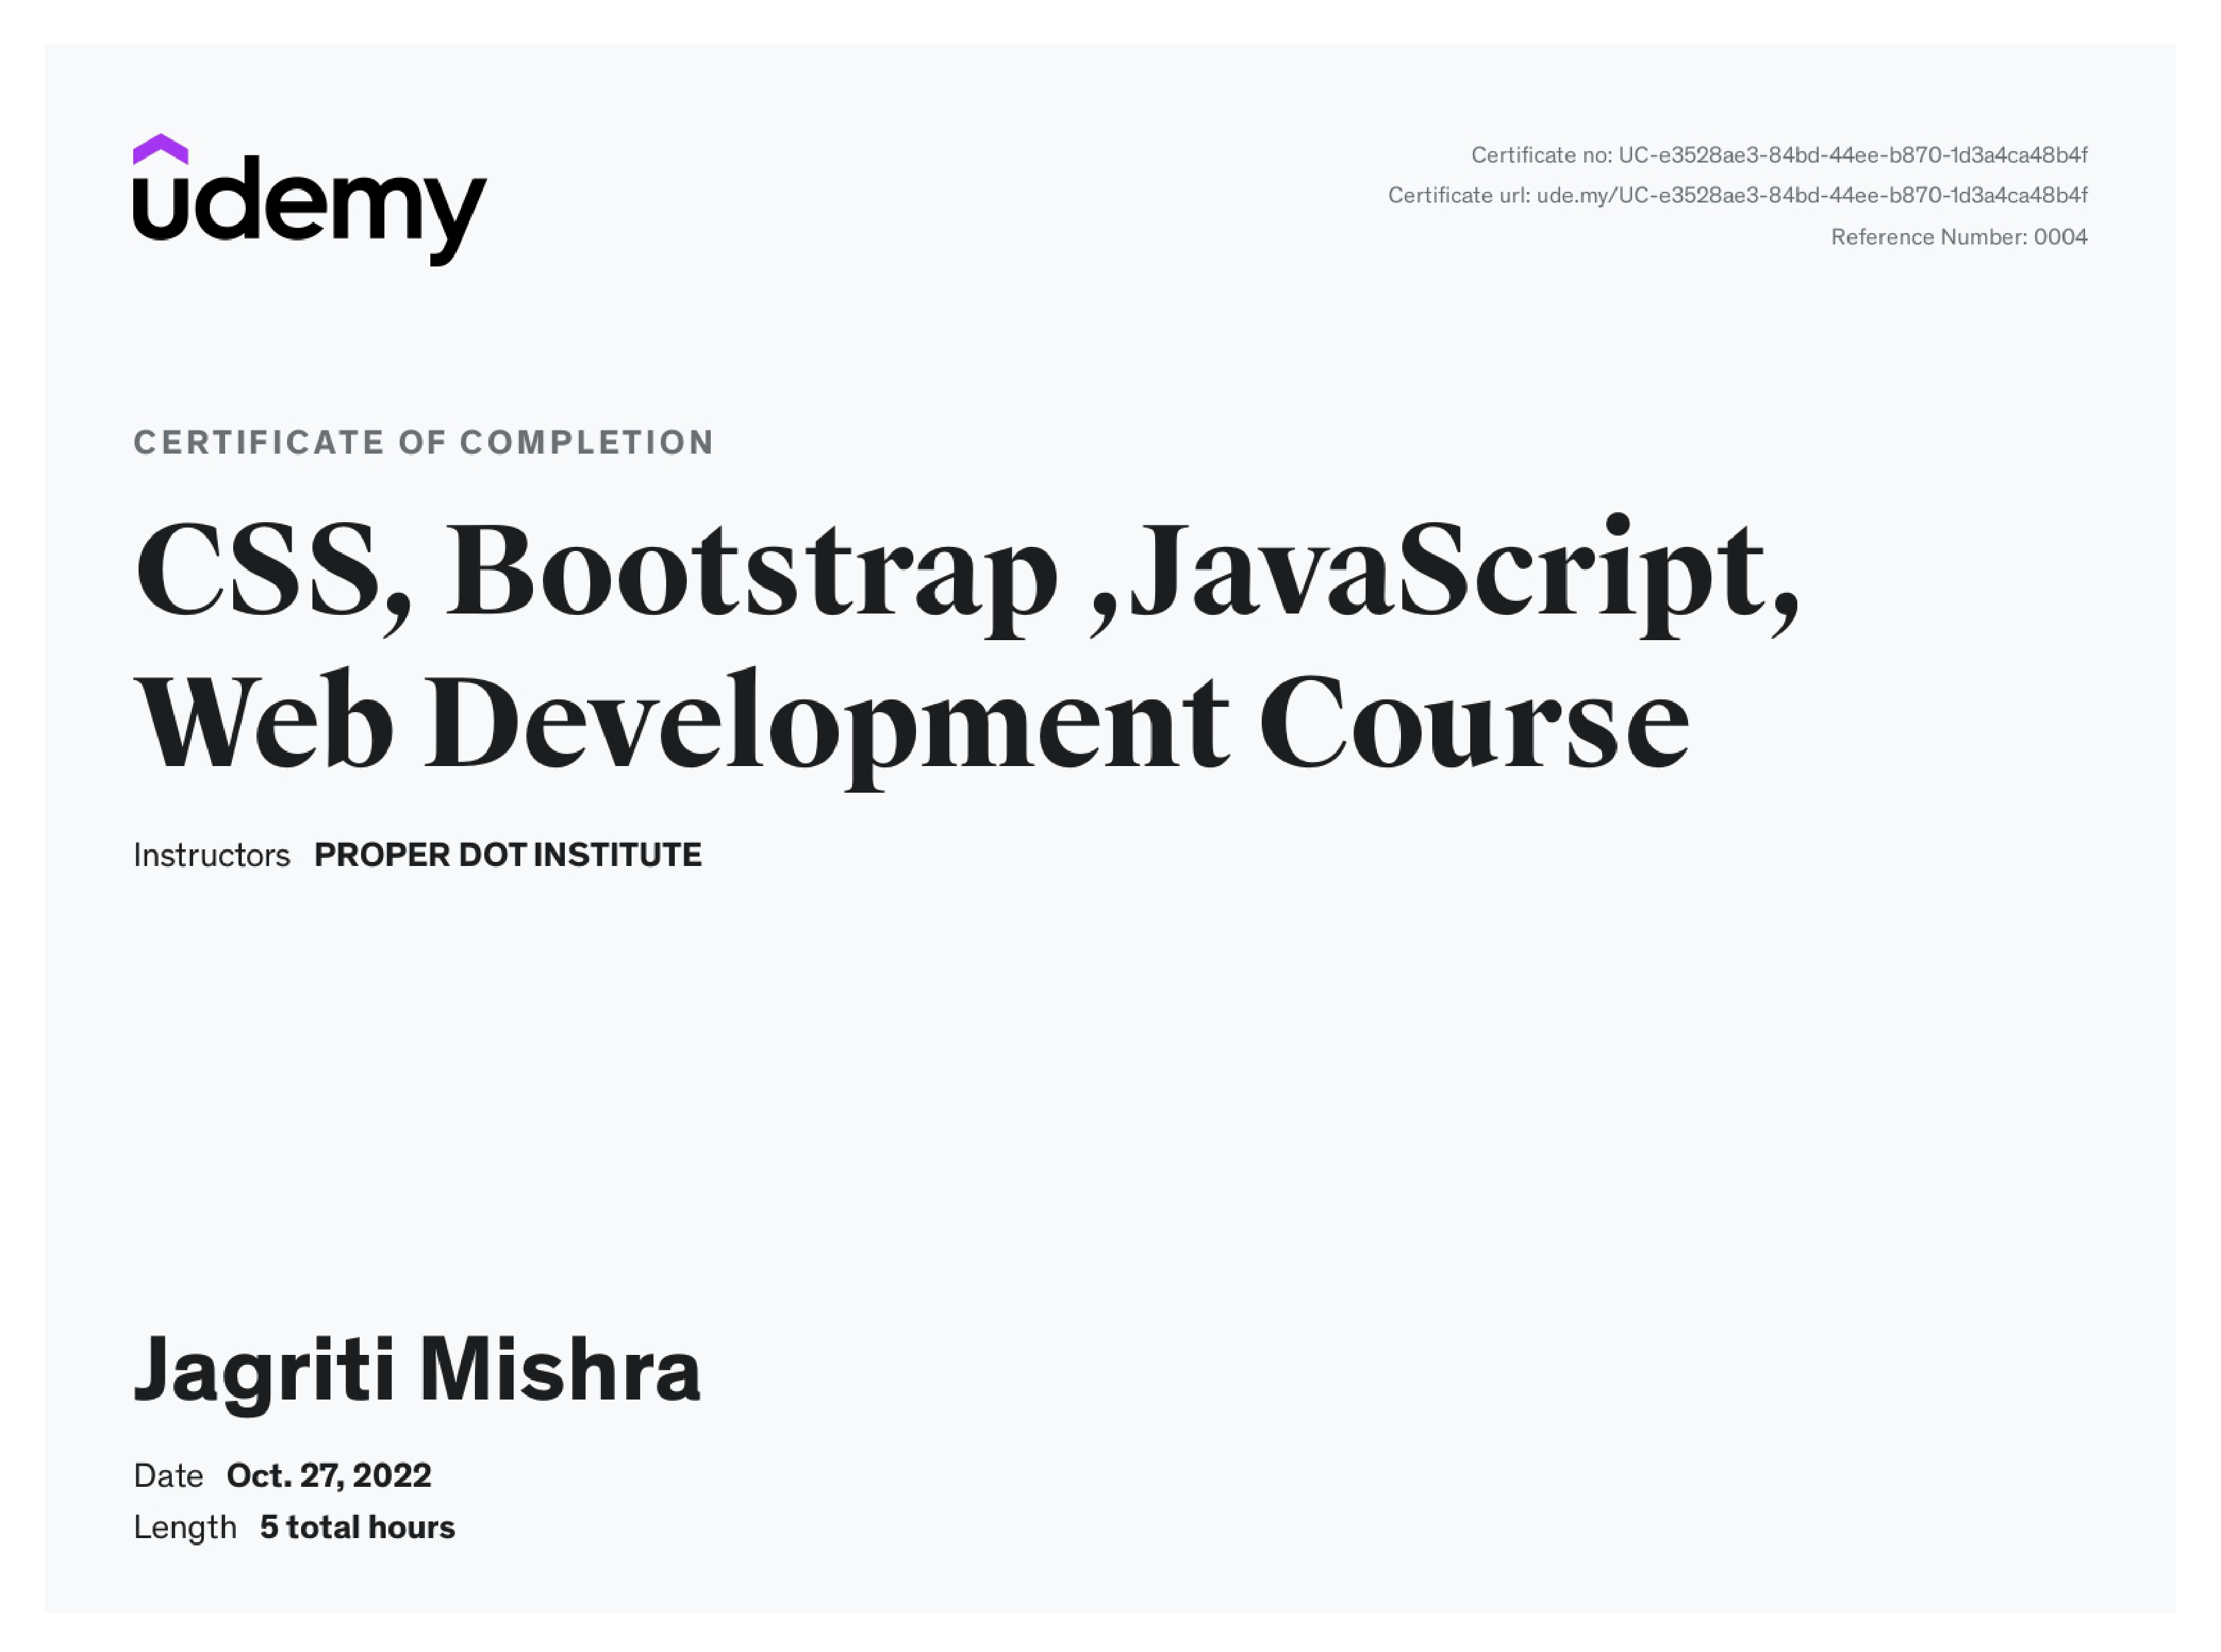 udemy
Certificate no: UC-e3528ae3-84bd-44ee-b870-1d3a4ca48b4f
Certificate url: ude.my/UC-e3528ae3-84bd-44ee-b870-1d3a4ca48b4f
Reference Number: 0004
CERTIFICATE OF COMPLETION
CSS, Bootstrap ,JavaScript,
Web Development Course
Instructors PROPER DOT INSTITUTE
Jagriti Mishra
Date Oct. 27, 2022
Length 5 total hours